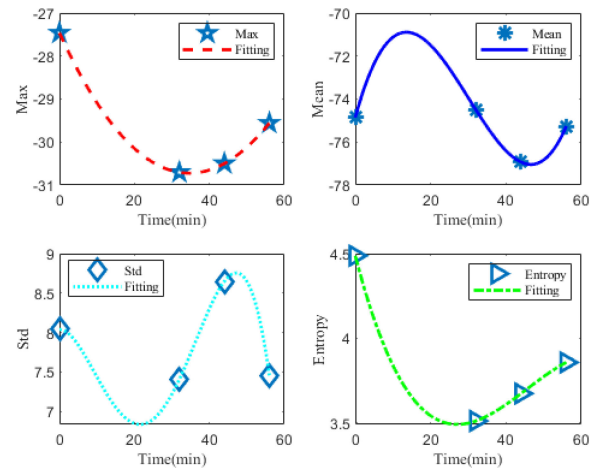 -27
-28
-29
-30
-31
Max
0
20
40
60
Time(min)
Max
Fitting
-70
-72
-74
-76
-78
Mean
0
20
40
60
Time(min)
Mean
Fitting
9
8.5
8
7.5
7
Std
0
20
40
60
Time(min)
Std
Fitting
4.5
4
3.5
Entropy
0
20
40
60
Time(min)
Entropy
Fitting